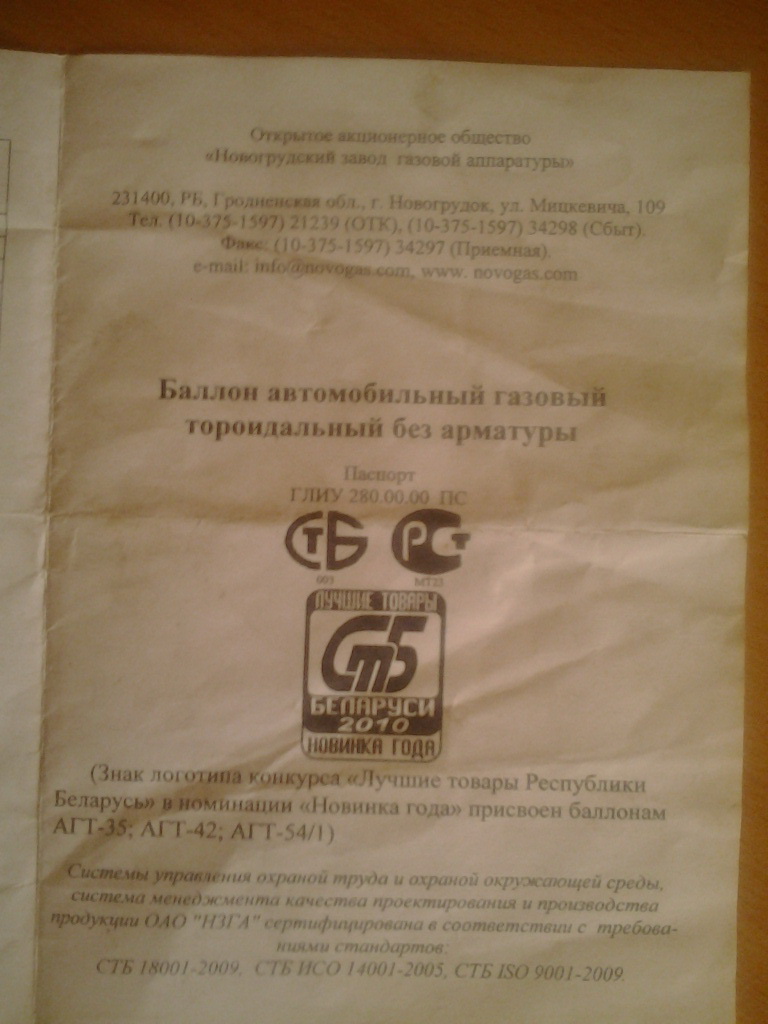 Открытое акционерное общество
«Новогрудский завод газовой аппаратуры»
231400, РБ, Гродненская обл., г. Новогрудок, ул. Мицкевича, 109
Тел. (10-375-1597) 21239 (ОТК), (10-375-1597) 34298 (Сбыт).
Факс: (10-375-1597) 34297 (Приемная).
e-mail: info@novogas.com, www. novogas.com
Баллон автомобильный газовый
тороидальный без арматуры
Паспорт
ГЛИУ 280.00.00 ПС
СТБ РСТ
003 МТ23
ЛУЧШИЕ ТОВАРЫ
СтБ
БЕЛАРУСИ
2010
НОВИНКА ГОДА
(Знак логотипа конкурса «Лучшие товары Республики
Беларусь» в номинации «Новинка года» присвоен баллонам
АГТ-35; АГТ-42; АГТ-54/1)
Системы управления охраной труда и охраной окружающей среды,
система менеджмента качества проектирования и производства
продукции ОАО "НЗГА" сертифицирована в соответствии с требова-
ниями стандартов:
СТБ 18001-2009, СТБ ИСО 14001-2005, СТБ ISO 9001-2009.